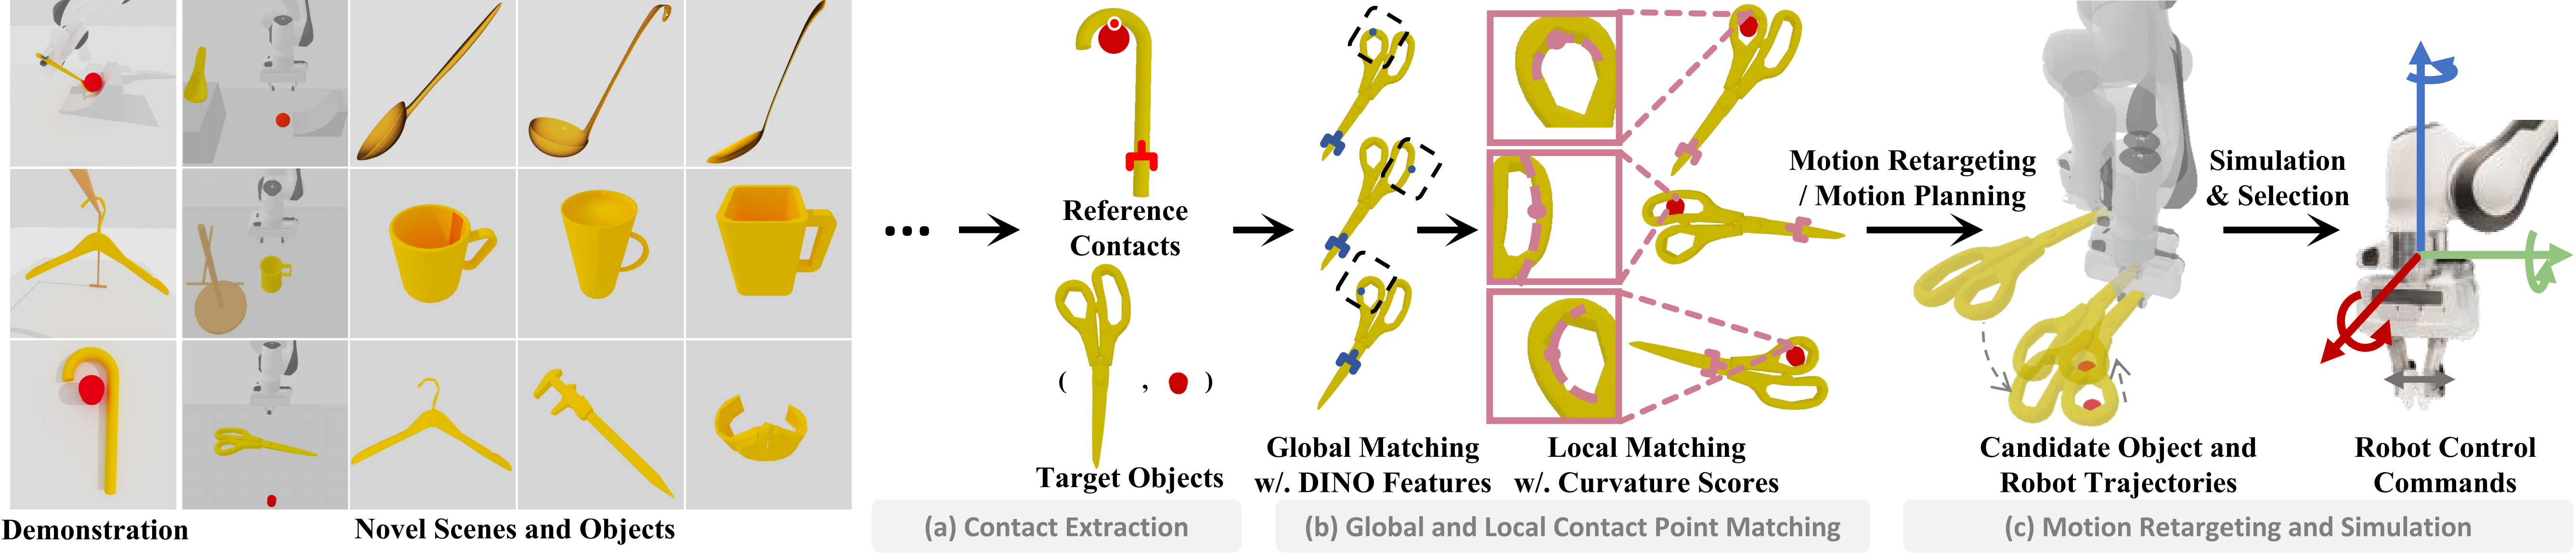 Demonstration
Novel Scenes and Objects
...
Reference
Contacts
( , )
Target Objects
(a) Contact Extraction
Global Matching
w/. DINO Features
Local Matching
w/. Curvature Scores
(b) Global and Local Contact Point Matching
Motion Retargeting
/ Motion Planning
Candidate Object and
Robot Trajectories
Simulation
& Selection
Robot Control
Commands
(c) Motion Retargeting and Simulation